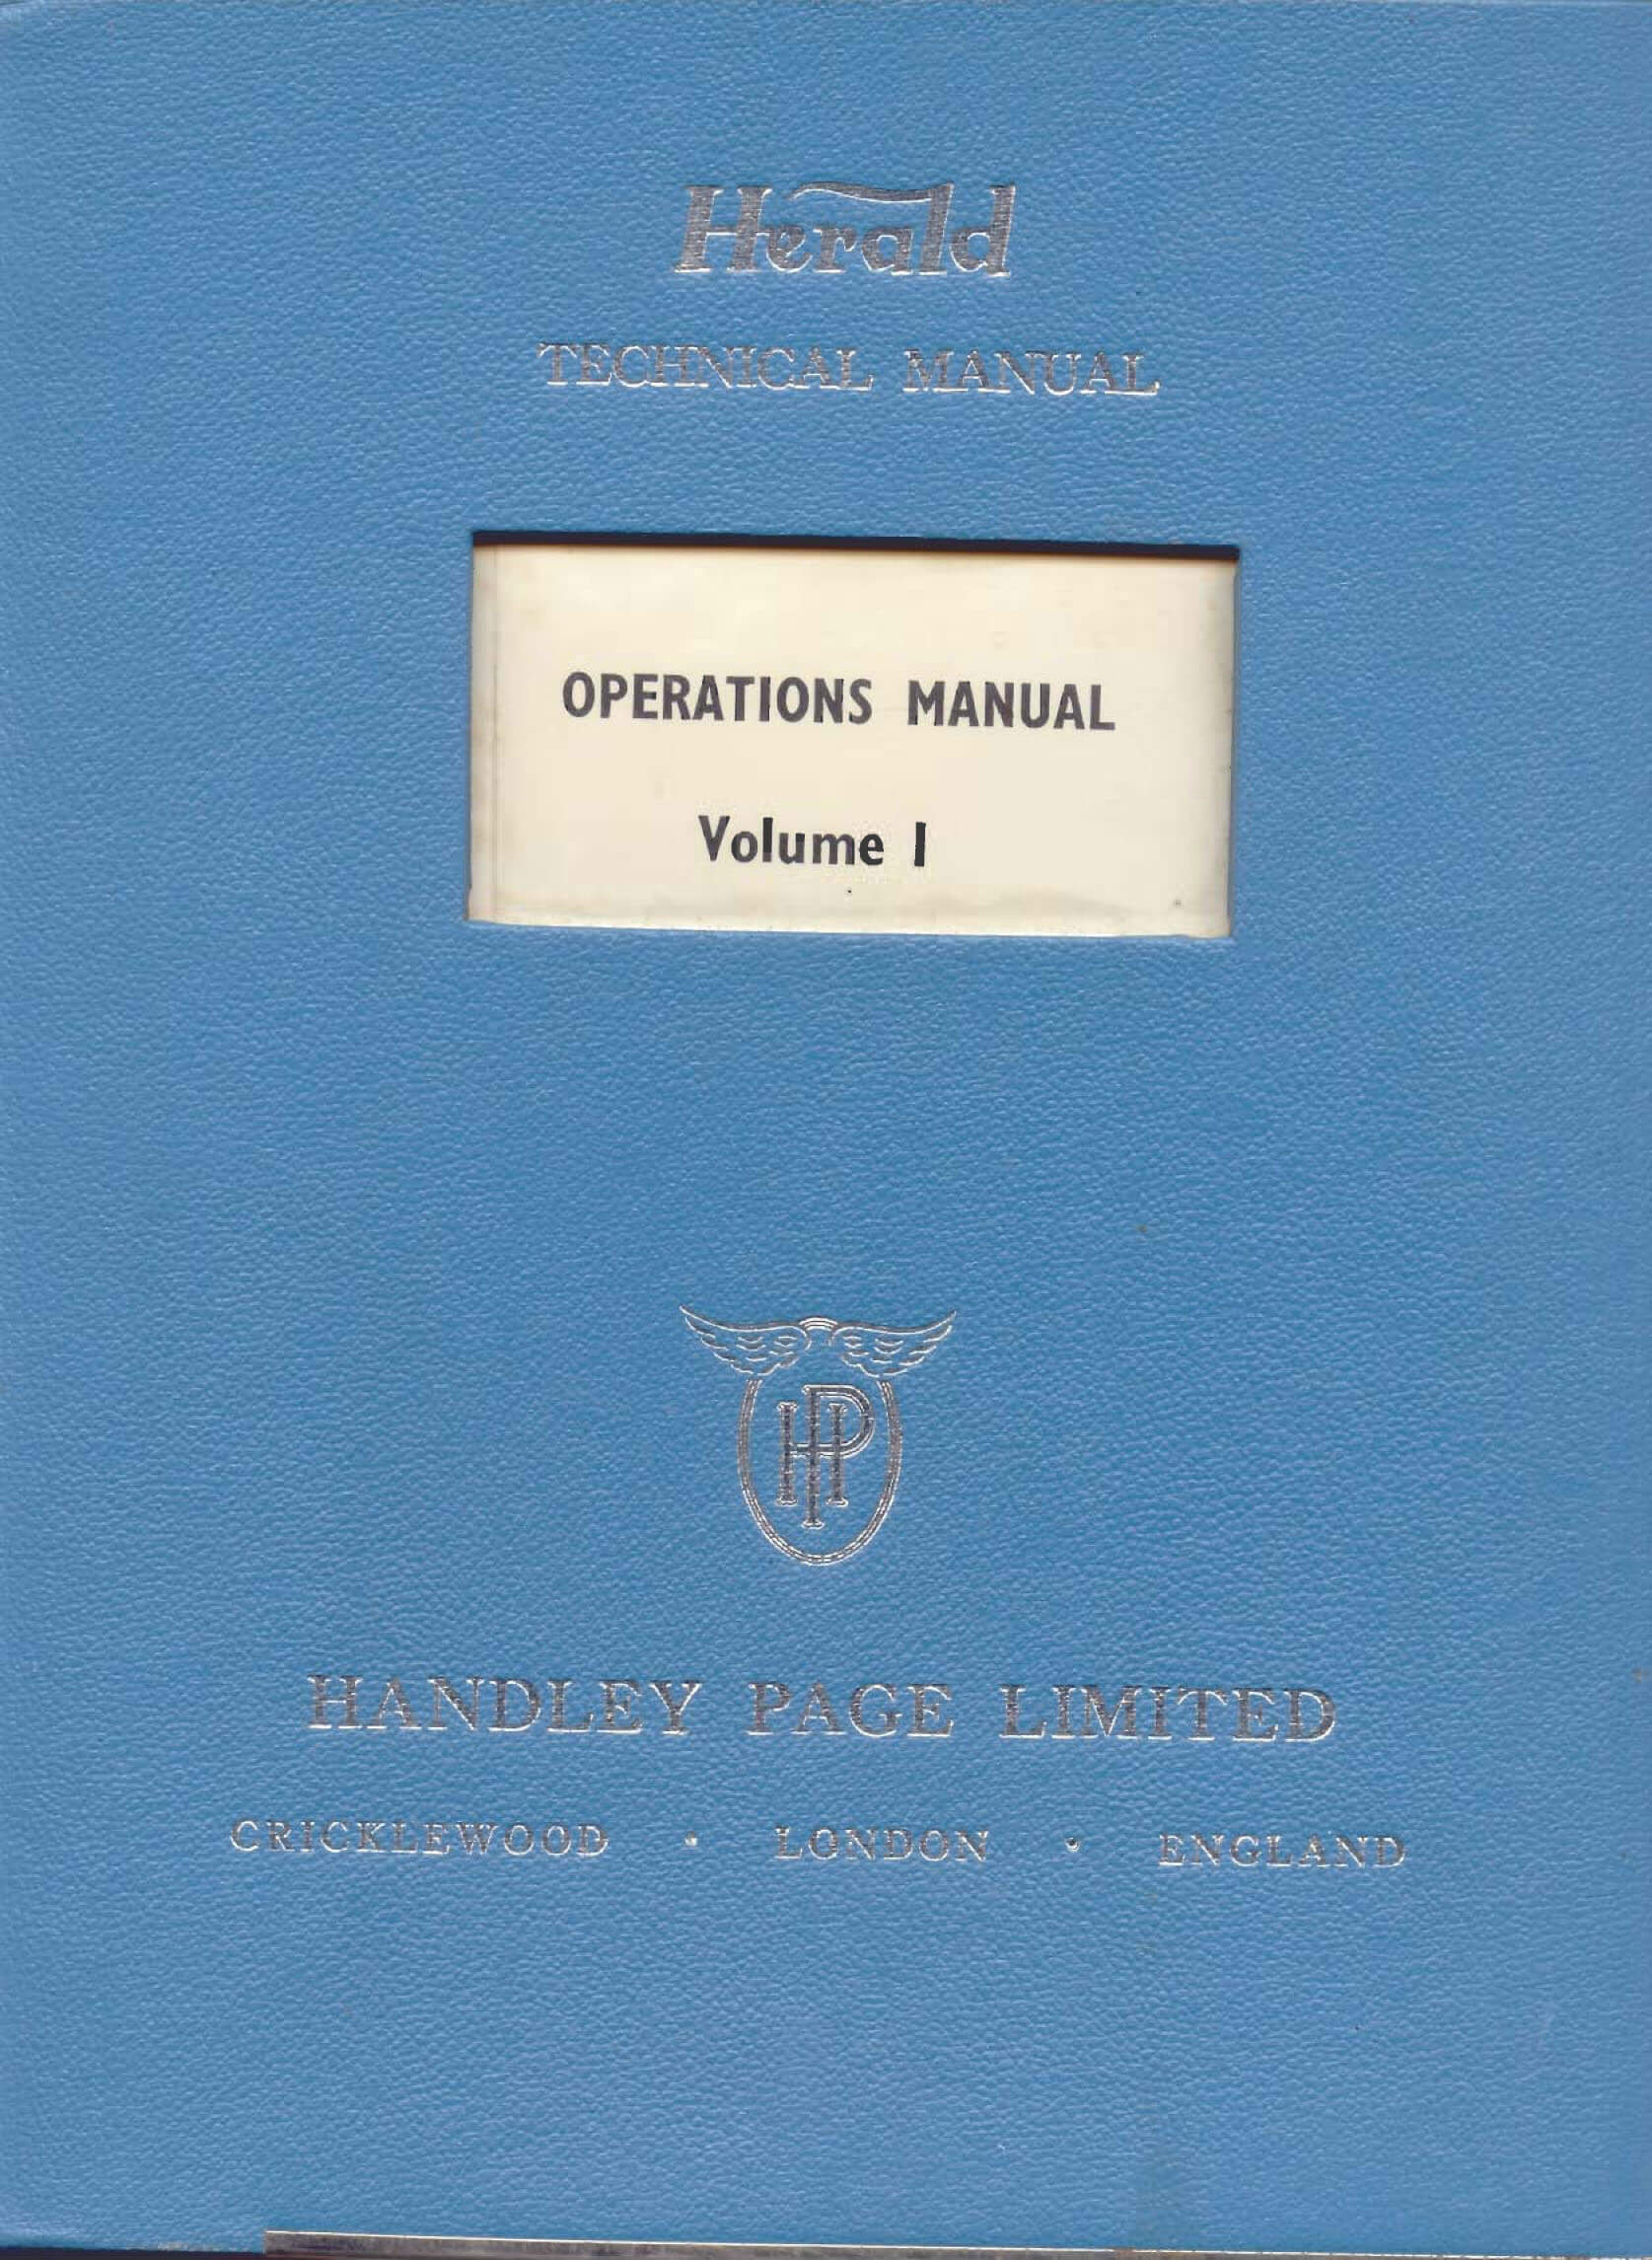 Herald
TECHNICAL MANUAL
OPERATIONS MANUAL
Volume I
HP
HANDLEY PAGE LIMITED
CRICKLEWOOD • LONDON • ENGLAND